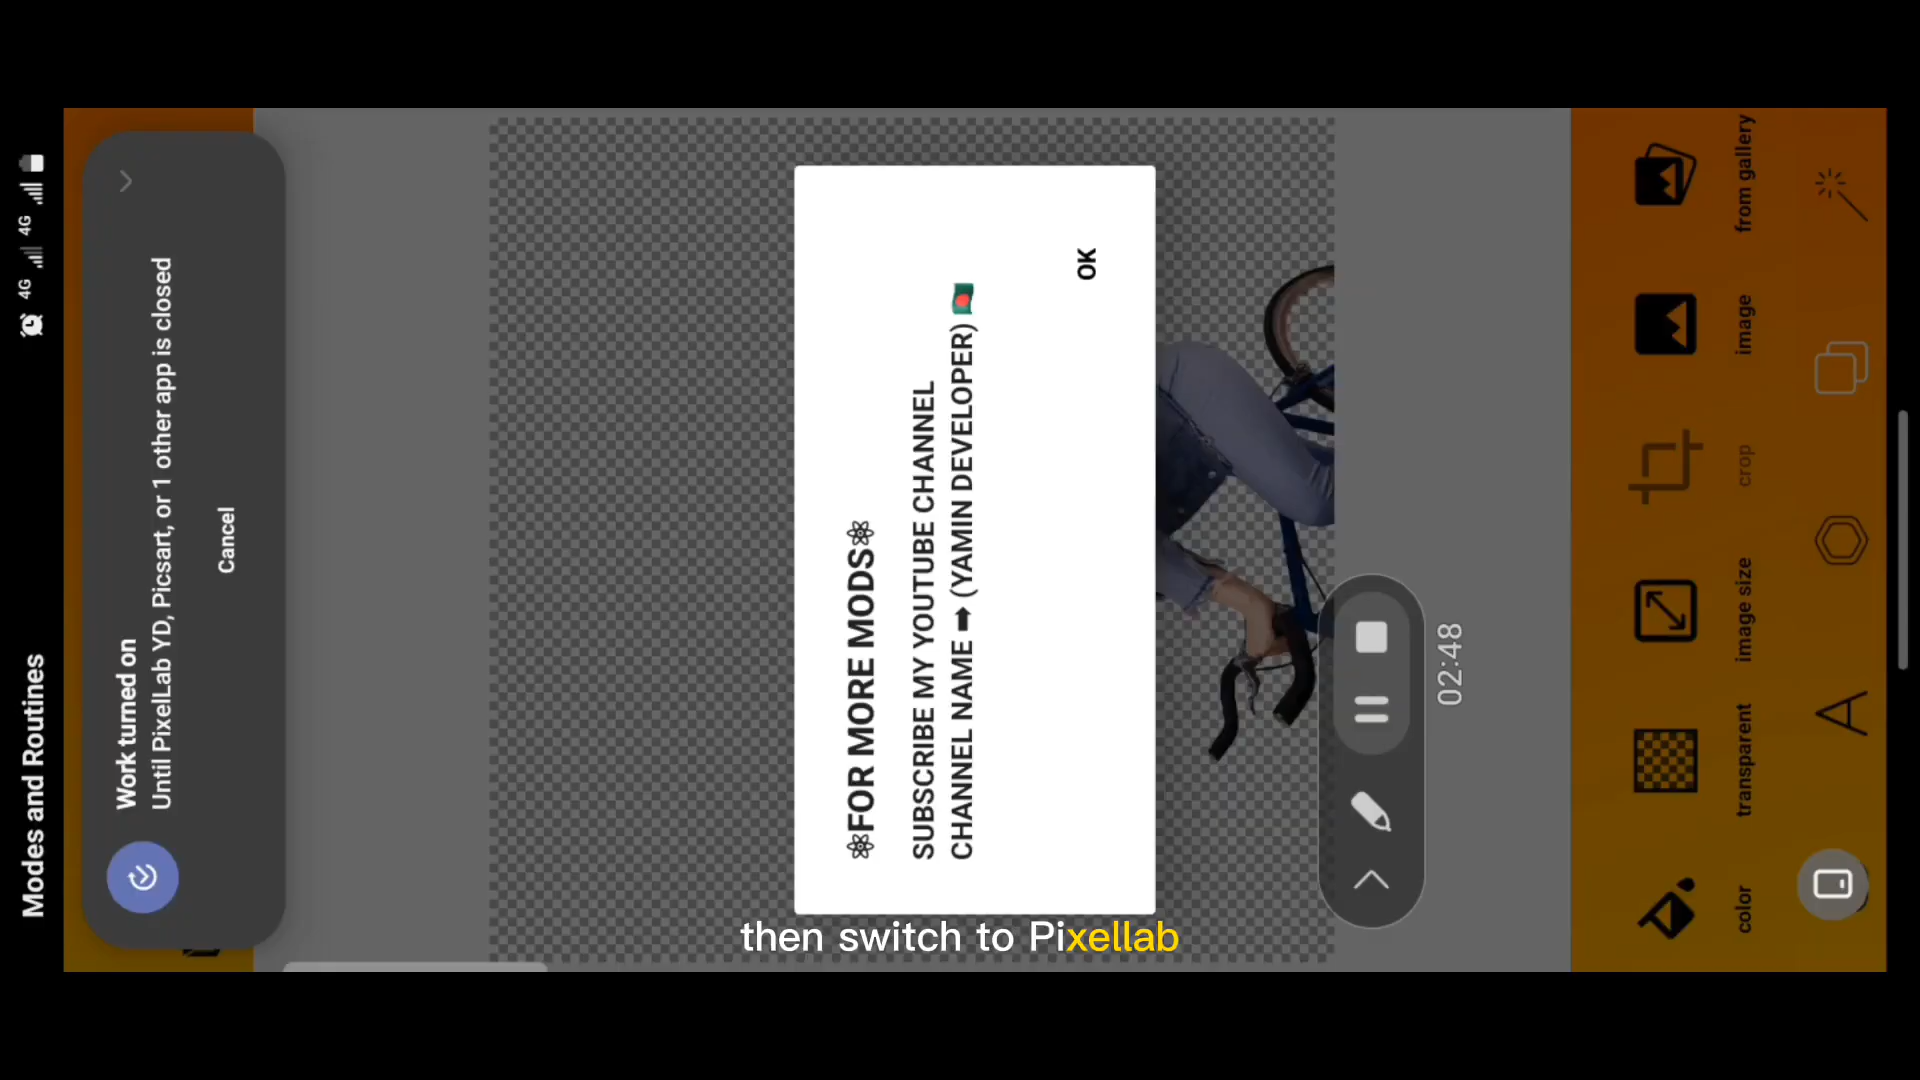 Modes and Routines
4G 4G
Work turned on
Until PixelLab YD, Picsart, or 1 other app is closed
Cancel
⚛FOR MORE MODS⚛
SUBSCRIBE MY YOUTUBE CHANNEL
CHANNEL NAME ➡ (YAMIN DEVELOPER) 🇧🇩
OK
02:48
color
transparent
image size
crop
image
from gallery
A
then switch to Pixellab